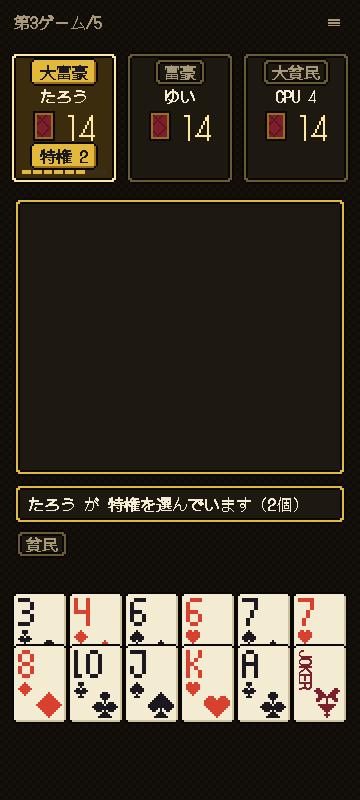 第3ゲーム/5
≡
大富豪 富豪 大貧民
たろう ゆい CPU 4
14 14 14
特権 2
たろう が 特権を選んでいます（2個）
貧民
3 4 6 6 7 7
8 10 J K A JOKER